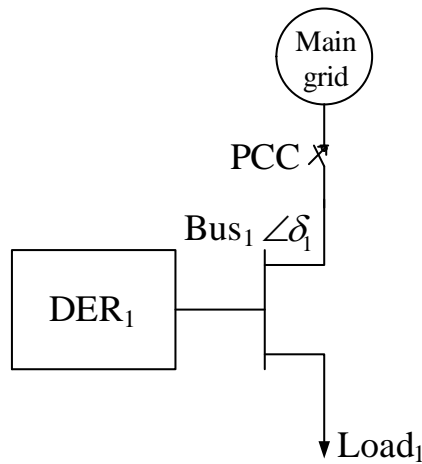 Main
grid
PCC
Bus₁ ∠δ₁
DER₁
Load₁